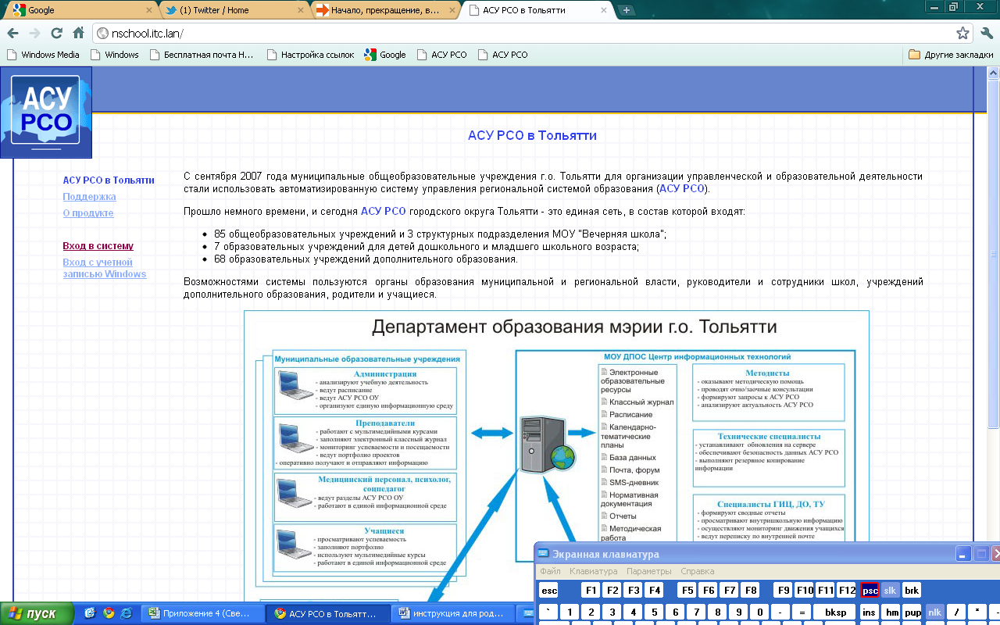 Google
(1) Twitter / Home
Начало, прекращение, в...
АСУ РСО в Тольятти
nschool.itc.lan/
Windows Media
Windows
Бесплатная почта H...
Настройка ссылок
Google
АСУ РСО
АСУ РСО
Другие закладки
АСУ
РСО
АСУ РСО в Тольятти
АСУ РСО в Тольятти
Поддержка
О продукте
Вход в систему
Вход с учетной
записью Windows
С сентября 2007 года муниципальные общеобразовательные учреждения г.о. Тольятти для организации управленческой и образовательной деятельности
стали использовать автоматизированную систему управления региональной системой образования (АСУ РСО).
Прошло немного времени, и сегодня АСУ РСО городского округа Тольятти - это единая сеть, в состав которой входят:
• 85 общеобразовательных учреждений и 3 структурных подразделения МОУ "Вечерняя школа";
• 7 образовательных учреждений для детей дошкольного и младшего школьного возраста;
• 68 образовательных учреждений дополнительного образования.
Возможностями системы пользуются органы образования муниципальной и региональной власти, руководители и сотрудники школ, учреждений
дополнительного образования, родители и учащиеся.
Департамент образования мэрии г.о. Тольятти
Муниципальные образовательные учреждения
Администрация
- анализируют учебную деятельность
- ведут расписание
- ведут АСУ РСО ОУ
- организуют единую информационную среду
Преподаватели
- работают с мультимедийными курсами
- заполняют электронный классный журнал
- мониторинг успеваемости и посещаемости
- ведут портфолио проектов
- оперативно получают и отправляют информацию
Медицинский персонал, психолог,
соцпедагог
- ведут разделы АСУ РСО ОУ
- работают в единой информационной среде
Учащиеся
- просматривают успеваемость
- заполняют портфолио
- используют мультимедийные курсы
- работают в единой информационной среде
МОУ ДПОС Центр информационных технологий
Электронные
образовательные
ресурсы
Классный журнал
Расписание
Календарно-
тематические
планы
База данных
Почта, форум
SMS-дневник
Нормативная
документация
Отчеты
Методическая
работа
Методисты
- оказывают методическую помощь
- проводят очно/заочные консультации
- формируют запросы к АСУ РСО
- анализируют актуальность АСУ РСО
Технические специалисты
- устанавливают обновления на сервере
- обеспечивают безопасность данных АСУ РСО
- выполняют резервное копирование
информации
Специалисты ГИЦ, ДО, ТУ
- формируют сводные отчеты
- просматривают внутришкольную информацию
- осуществляют мониторинг движения учащихся
- ведут переписку по внутренней почте
Экранная клавиатура
Файл Клавиатура Параметры Справка
esc F1 F2 F3 F4 F5 F6 F7 F8 F9 F10 F11 F12 psc slk brk
` 1 2 3 4 5 6 7 8 9 0 - = bksp ins hm pup nlk / *
пуск
Приложение 4 (Све...
АСУ РСО в Тольятт...
инструкция для род...